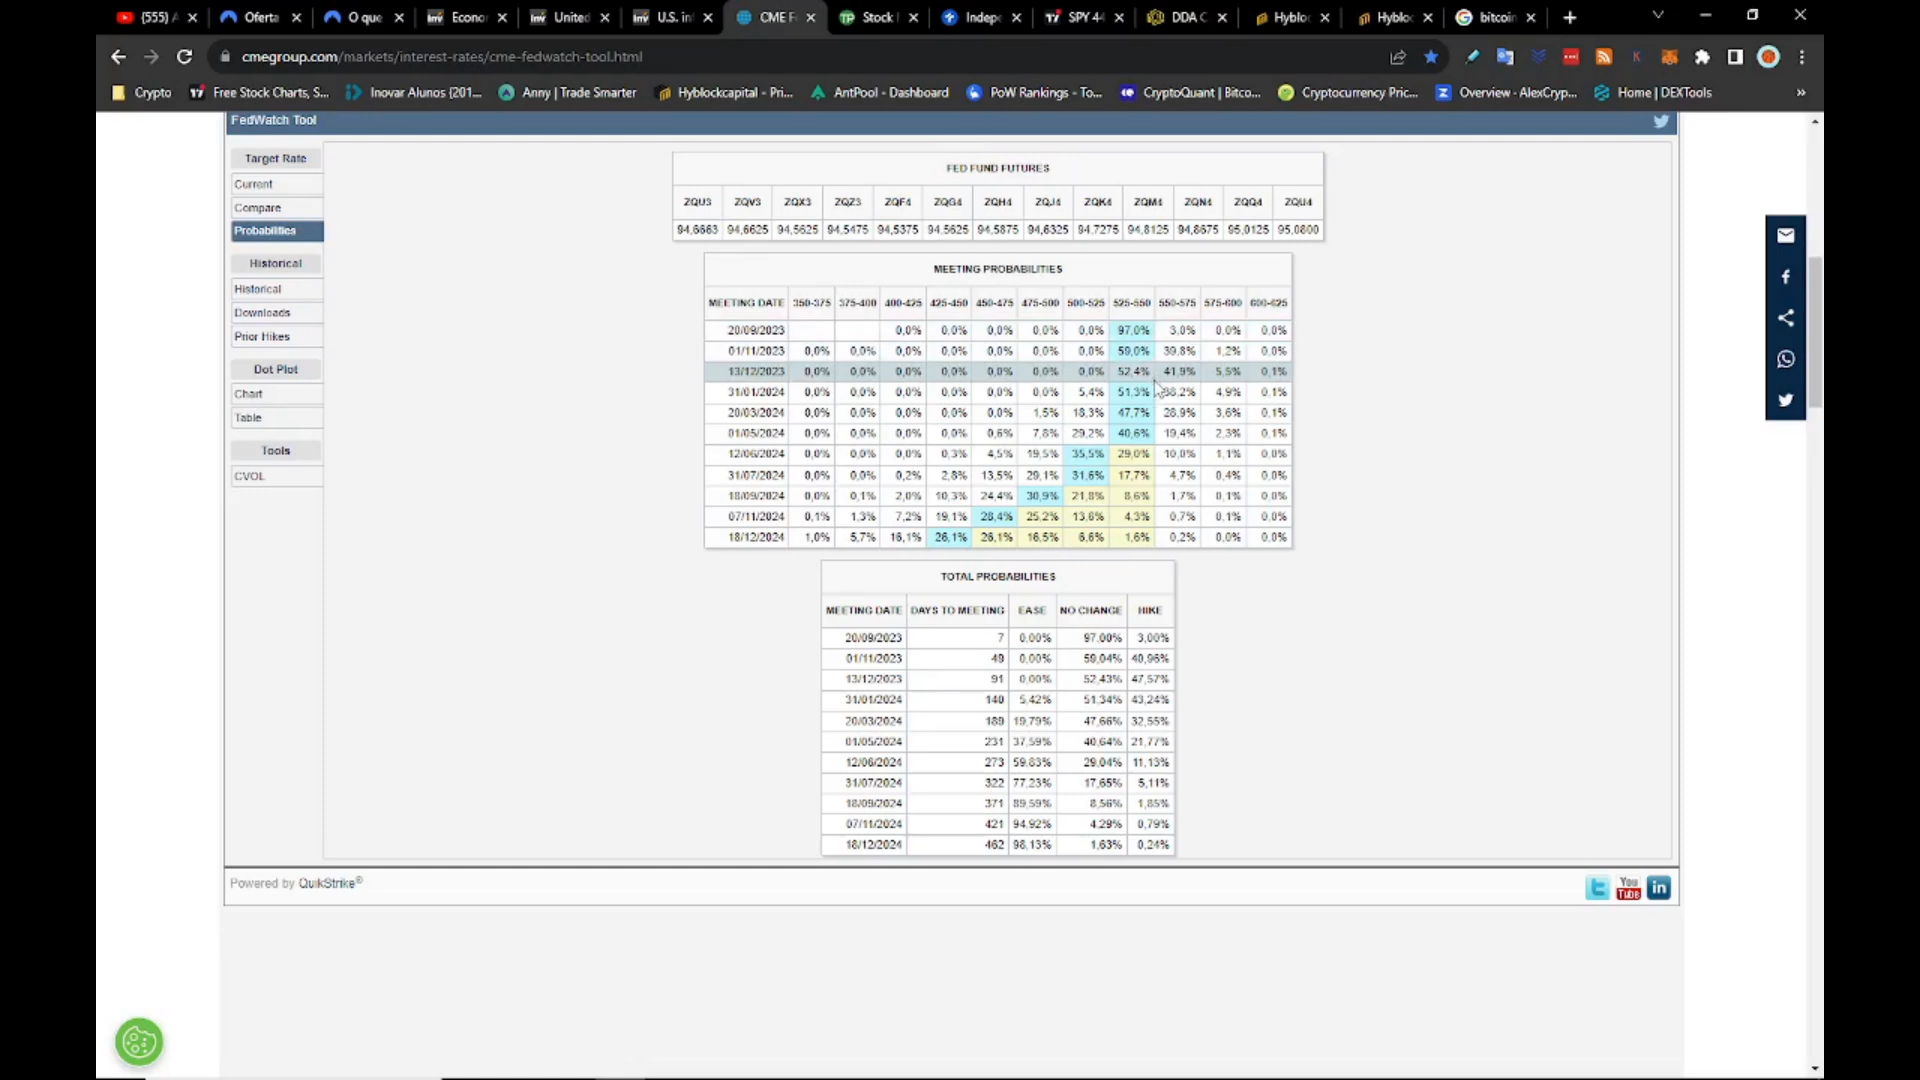 (555) A
Oferta
O que
Econo
United
U.S. in
CME F
Stock
Indep
SPY 44
DDA C
Hybloc
Hybloc
bitcoin
cmegroup.com/markets/interest-rates/cme-fedwatch-tool.html
Crypto
Free Stock Charts, S...
Inovar Alunos {201...
Anny | Trade Smarter
Hyblockcapital - Pri...
AntPool - Dashboard
PoW Rankings - To...
CryptoQuant | Bitco...
Cryptocurrency Pric...
Overview - AlexCryp...
Home | DEXTools
»
FedWatch Tool
Target Rate
Current
Compare
Probabilities
Historical
Historical
Downloads
Prior Hikes
Dot Plot
Chart
Table
Tools
CVOL
FED FUND FUTURES
ZQU3 ZQV3 ZQX3 ZQZ3 ZQF4 ZQG4 ZQH4 ZQJ4 ZQK4 ZQM4 ZQN4 ZQQ4 ZQU4
94,6663 94,6625 94,5625 94,5475 94,5375 94,5625 94,5875 94,6325 94,7275 94,8125 94,8675 95,0125 95,0800
MEETING PROBABILITIES
MEETING DATE 350-375 375-400 400-425 425-450 450-475 475-500 500-525 525-550 550-575 575-600 600-625
20/09/2023 0,0% 0,0% 0,0% 0,0% 0,0% 97,0% 3,0% 0,0% 0,0%
01/11/2023 0,0% 0,0% 0,0% 0,0% 0,0% 0,0% 0,0% 59,0% 39,8% 1,2% 0,0%
13/12/2023 0,0% 0,0% 0,0% 0,0% 0,0% 0,0% 0,0% 52,4% 41,9% 5,5% 0,1%
31/01/2024 0,0% 0,0% 0,0% 0,0% 0,0% 0,0% 5,4% 51,3% 38,2% 4,9% 0,1%
20/03/2024 0,0% 0,0% 0,0% 0,0% 0,0% 1,5% 18,3% 47,7% 28,9% 3,6% 0,1%
01/05/2024 0,0% 0,0% 0,0% 0,0% 0,6% 7,8% 29,2% 40,6% 19,4% 2,3% 0,1%
12/06/2024 0,0% 0,0% 0,0% 0,3% 4,5% 19,5% 35,5% 29,0% 10,0% 1,1% 0,0%
31/07/2024 0,0% 0,0% 0,2% 2,8% 13,5% 29,1% 31,6% 17,7% 4,7% 0,4% 0,0%
18/09/2024 0,0% 0,1% 2,0% 10,3% 24,4% 30,9% 21,8% 8,6% 1,7% 0,1% 0,0%
07/11/2024 0,1% 1,3% 7,2% 19,1% 28,4% 25,2% 13,6% 4,3% 0,7% 0,1% 0,0%
18/12/2024 1,0% 5,7% 16,1% 26,1% 26,1% 16,5% 6,6% 1,6% 0,2% 0,0% 0,0%
TOTAL PROBABILITIES
MEETING DATE DAYS TO MEETING EASE NO CHANGE HIKE
20/09/2023 7 0,00% 97,00% 3,00%
01/11/2023 49 0,00% 59,04% 40,96%
13/12/2023 91 0,00% 52,43% 47,57%
31/01/2024 140 5,42% 51,34% 43,24%
20/03/2024 189 19,79% 47,66% 32,55%
01/05/2024 231 37,59% 40,64% 21,77%
12/06/2024 273 59,83% 29,04% 11,13%
31/07/2024 322 77,23% 17,65% 5,11%
18/09/2024 371 89,59% 8,56% 1,85%
07/11/2024 421 94,92% 4,29% 0,79%
18/12/2024 462 98,13% 1,63% 0,24%
Powered by QuikStrike®
You Tube
in